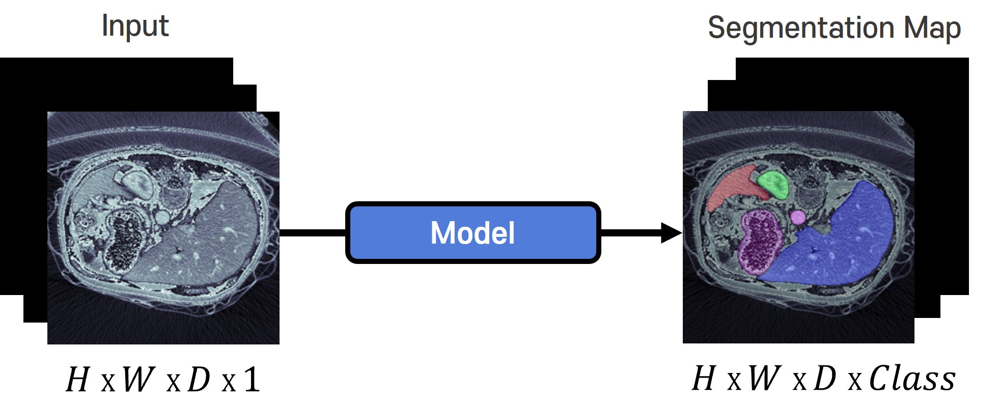 Input
Segmentation Map
Model
H x W x D x 1
H x W x D x Class